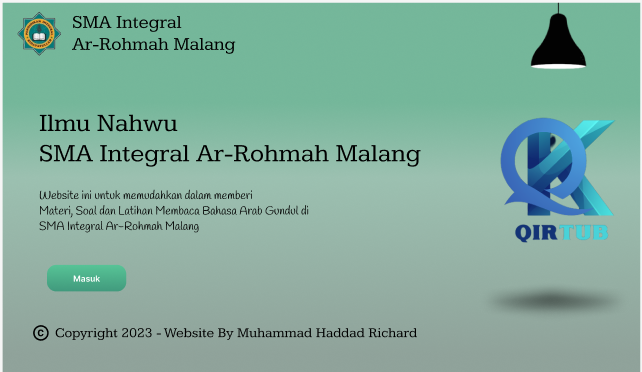 SMA Integral
Ar-Rohmah Malang
Ilmu Nahwu
SMA Integral Ar-Rohmah Malang
Website ini untuk memudahkan dalam memberi
Materi, Soal dan Latihan Membaca Bahasa Arab Gundul di
SMA Integral Ar-Rohmah Malang
QIRTUB
Masuk
© Copyright 2023 - Website By Muhammad Haddad Richard